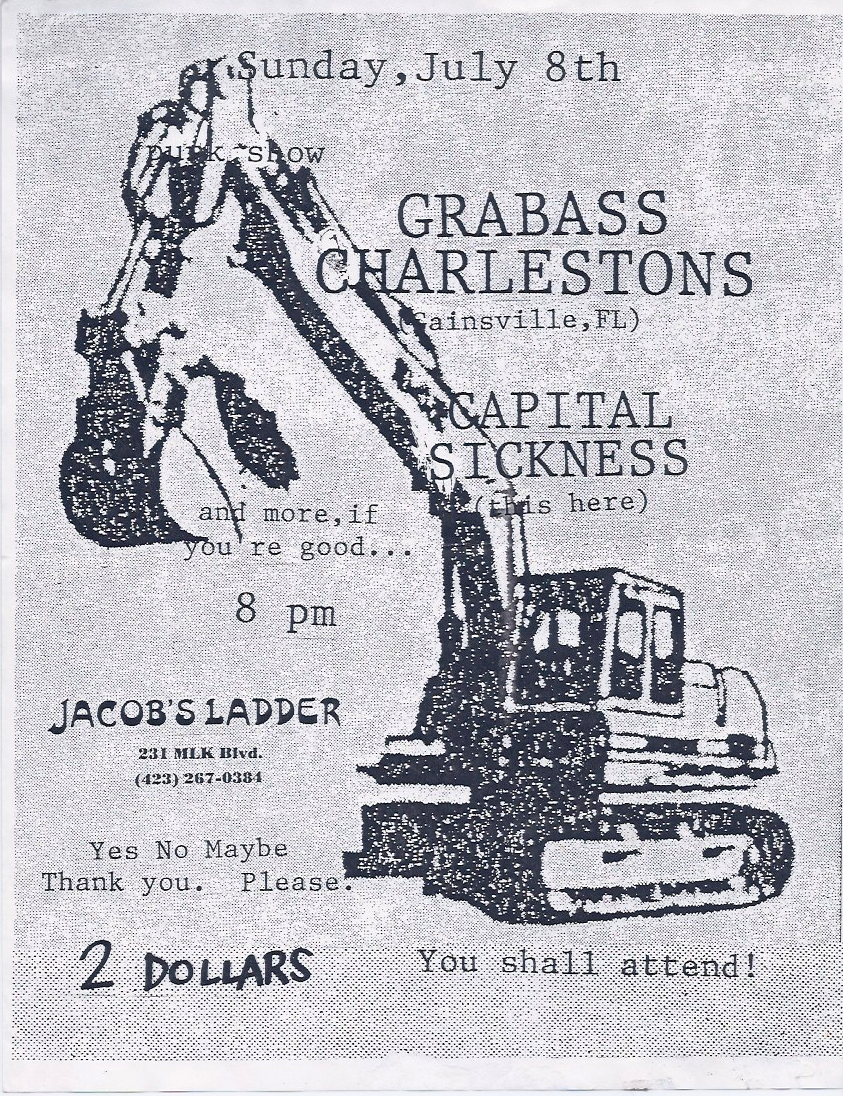 Sunday,July 8th
punk show
GRABASS
CHARLESTONS
(Gainsville,FL)
CAPITAL
SICKNESS
(this here)
and more,if
you're good...
8 pm
JACOB'S LADDER
231 MLK Blvd.
(423) 267-0384
Yes No Maybe
Thank you. Please.
2 DOLLARS
You shall attend!